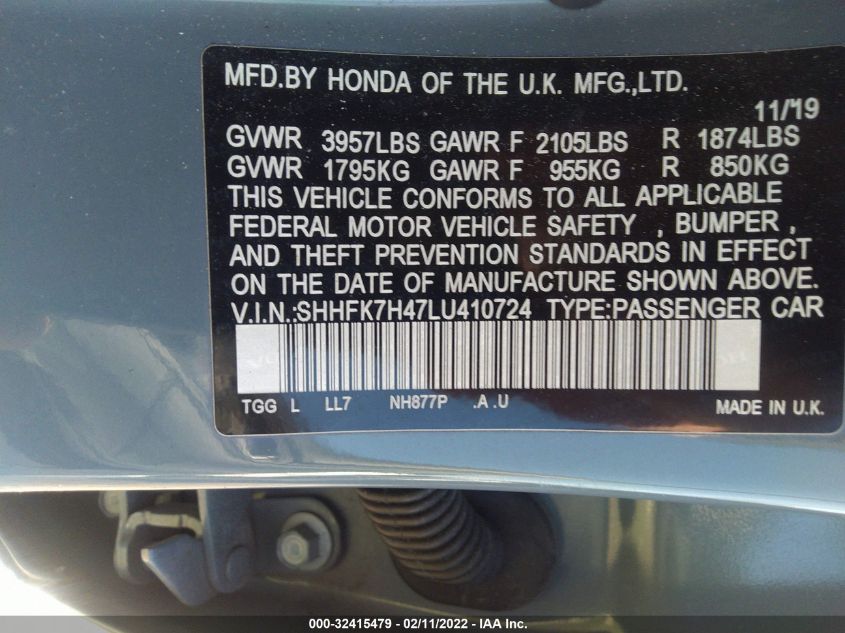 MFD.BY HONDA OF THE U.K. MFG.,LTD.
11/'19
GVWR 3957LBS GAWR F 2105LBS R 1874LBS
GVWR 1795KG GAWR F 955KG R 850KG
THIS VEHICLE CONFORMS TO ALL APPLICABLE
FEDERAL MOTOR VEHICLE SAFETY , BUMPER ,
AND THEFT PREVENTION STANDARDS IN EFFECT
ON THE DATE OF MANUFACTURE SHOWN ABOVE.
V.I.N.:SHHFK7H47LU410724 TYPE:PASSENGER CAR
TGG L LL7 NH877P .A .U MADE IN U.K.
000-32415479 - 02/11/2022 - IAA Inc.